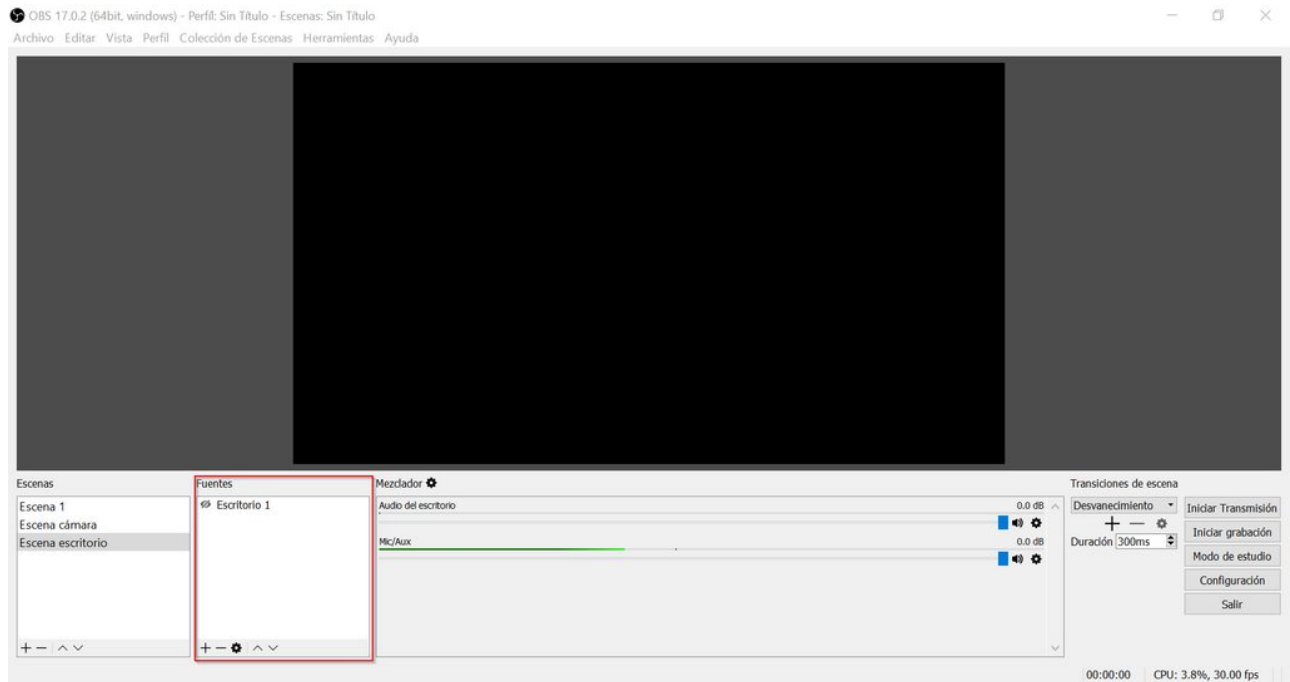 OBS 17.0.2 (64bit, windows) - Perfil: Sin Título - Escenas: Sin Título
Archivo Editar Vista Perfil Colección de Escenas Herramientas Ayuda
Escenas
Escena 1
Escena cámara
Escena escritorio
Fuentes
Escritorio 1
Mezclador
Audio del escritorio 0.0 dB
Mic/Aux 0.0 dB
Transiciones de escena
Desvanecimiento
Duración 300ms
Iniciar Transmisión
Iniciar grabación
Modo de estudio
Configuración
Salir
00:00:00 CPU: 3.8%, 30.00 fps